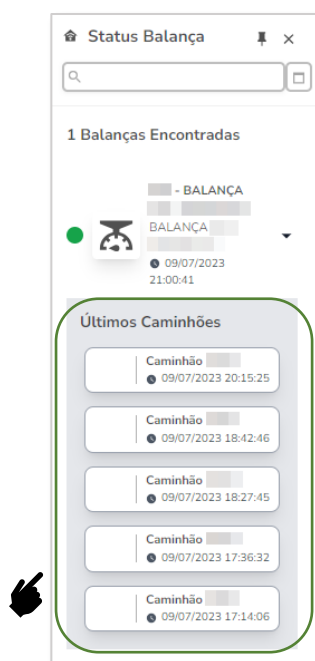 Status Balança
1 Balanças Encontradas
- BALANÇA
BALANÇA
09/07/2023
21:00:41
Últimos Caminhões
Caminhão
09/07/2023 20:15:25
Caminhão
09/07/2023 18:42:46
Caminhão
09/07/2023 18:27:45
Caminhão
09/07/2023 17:36:32
Caminhão
09/07/2023 17:14:06